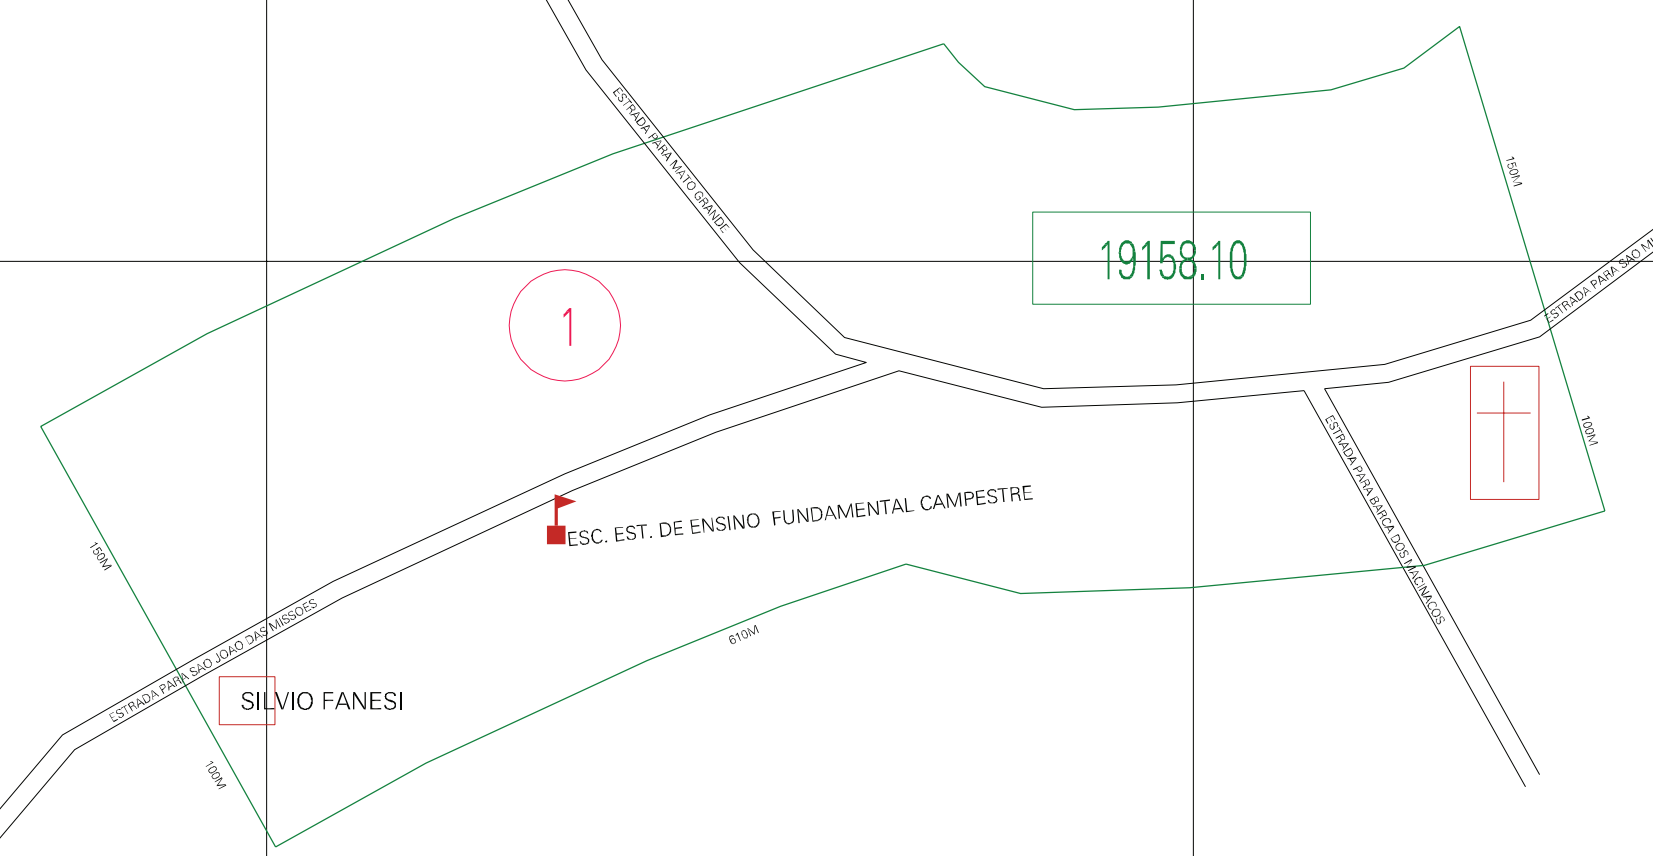 ESTRADA PARA MATO GRANDE
150M
19158.10
ESTRADA PARA SAO
1
100M
ESTRADA PARA BARCA DOS MACINACOS
ESC. EST. DE ENSINO FUNDAMENTAL CAMPESTRE
150M
ESTRADA PARA SAO JOAO DAS MISSOES
610M
SILVIO FANESI
100M